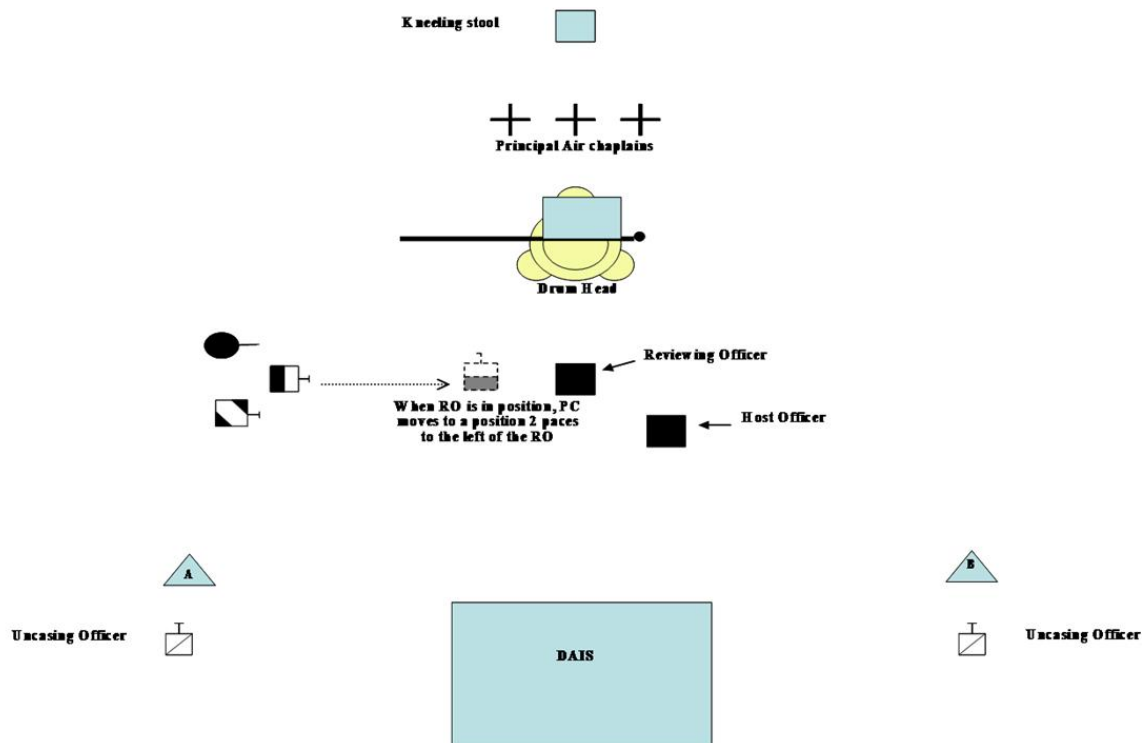 Kneeling stool
Principal Air chaplains
Drum Head
Reviewing Officer
When RO is in position, PC
moves to a position 2 paces
to the left of the RO
Host Officer
A
B
Uncasing Officer
DAIS
Uncasing Officer